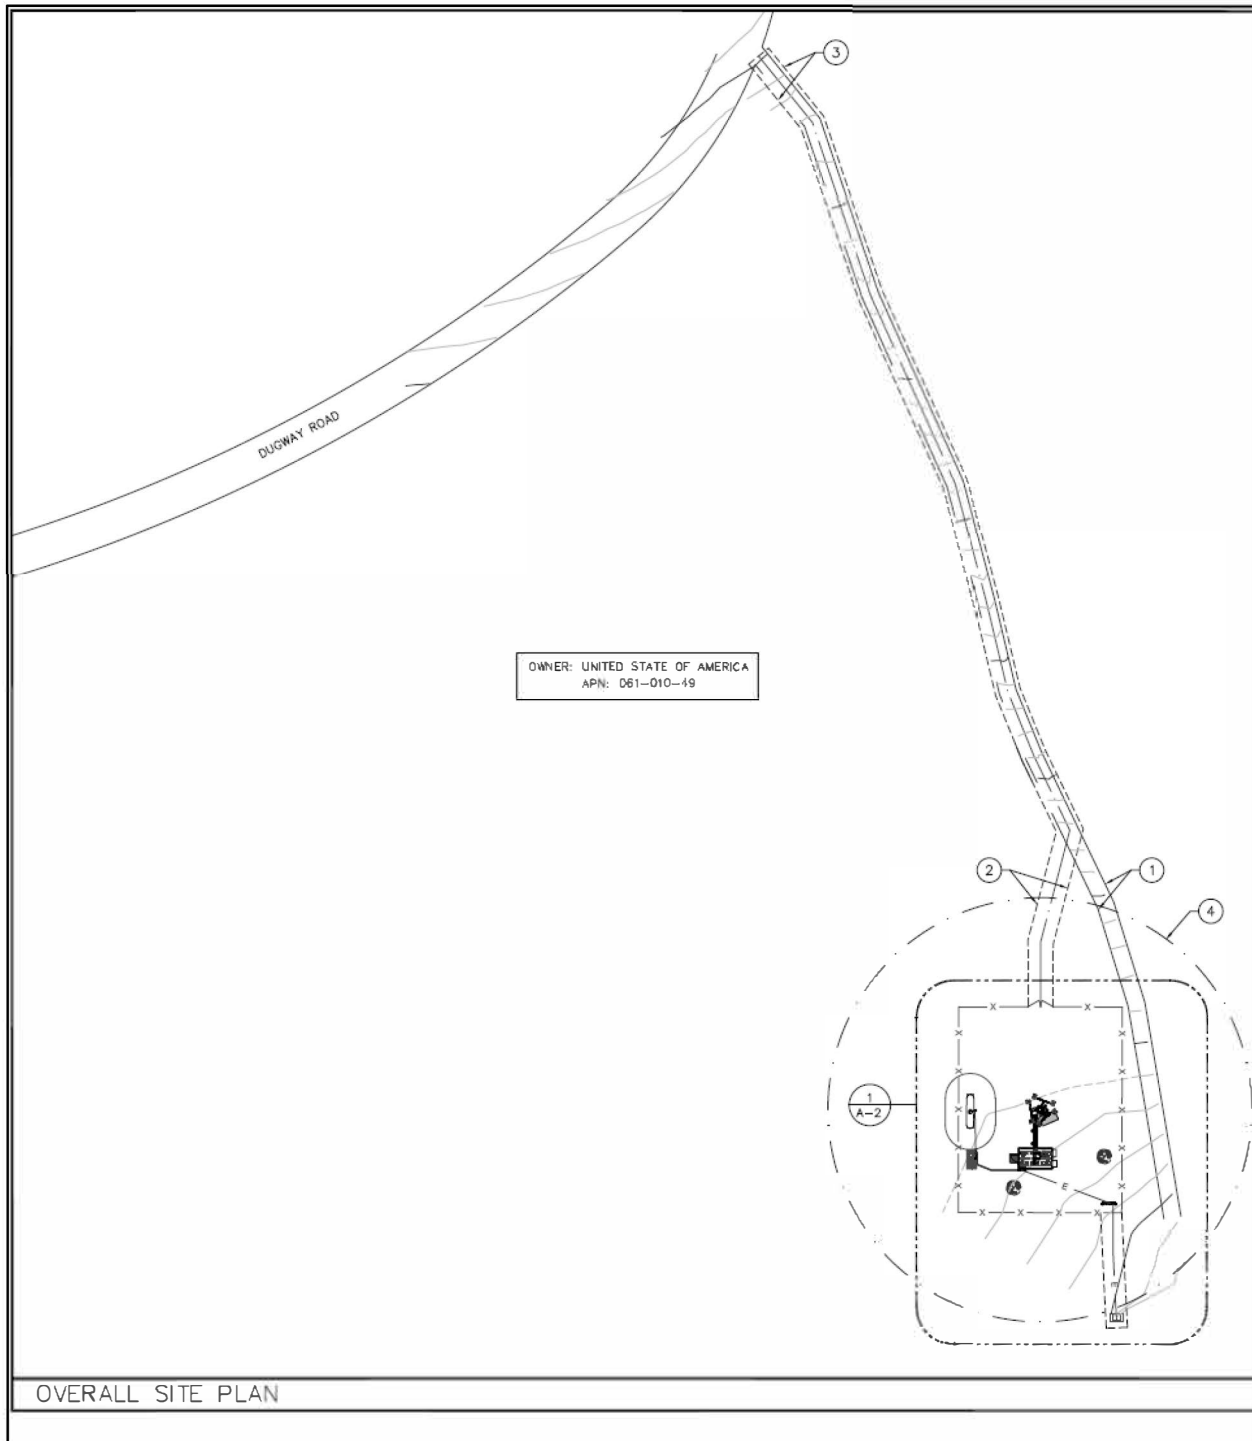 3
DUGWAY ROAD
OWNER: UNITED STATE OF AMERICA
APN: 061-010-49
2
1
4
X X
X X
X X
1
A-2
X X
X X
X X
E
X X X X
E
OVERALL SITE PLAN